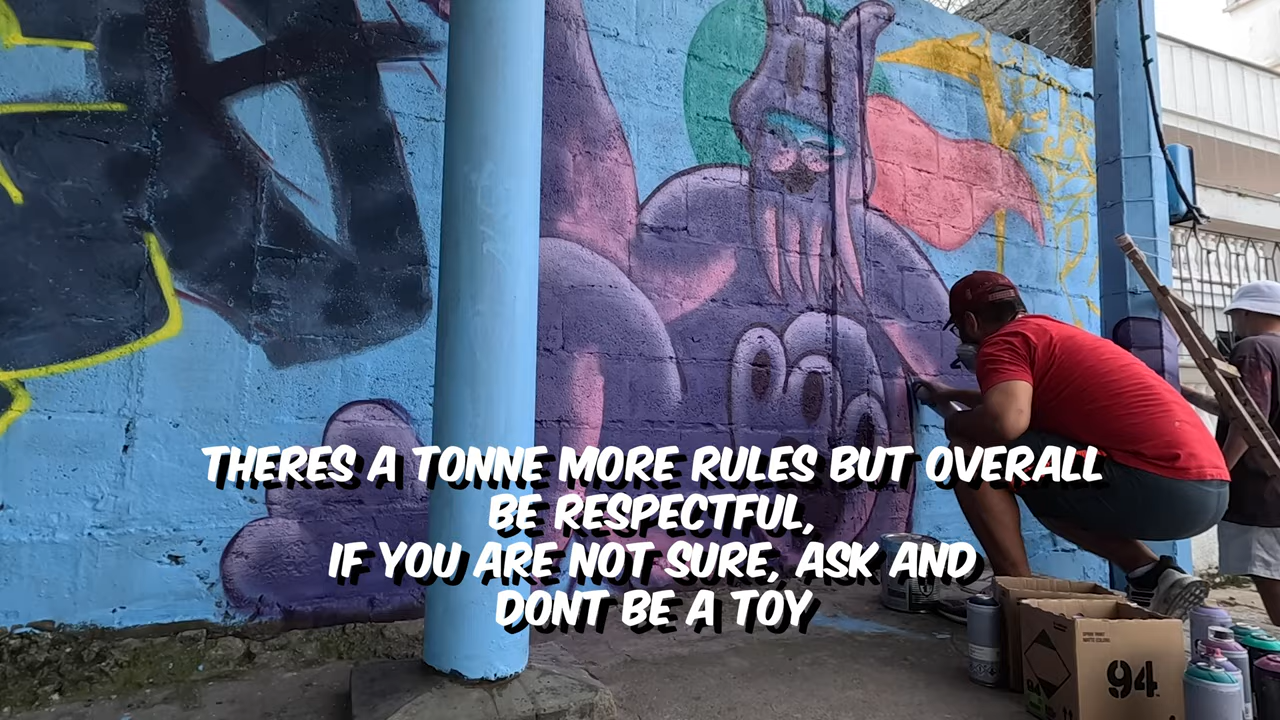 THERES A TONNE MORE RULES BUT OVERALL
BE RESPECTFUL,
IF YOU ARE NOT SURE, ASK AND
DONT BE A TOY
94